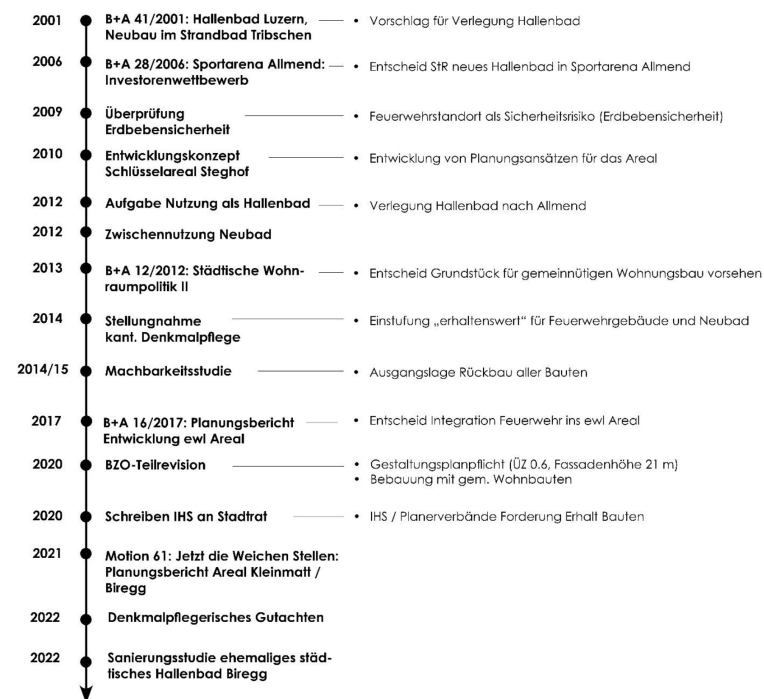 2001 B+A 41/2001: Hallenbad Luzern, • Vorschlag für Verlegung Hallenbad
Neubau im Strandbad Tribschen
2006 B+A 28/2006: Sportarena Allmend: • Entscheid StR neues Hallenbad in Sportarena Allmend
Investorenwettbewerb
2009 Überprüfung • Feuerwehrstandort als Sicherheitsrisiko (Erdbebensicherheit)
Erdbebensicherheit
2010 Entwicklungskonzept • Entwicklung von Planungsansätzen für das Areal
Schlüsselareal Steghof
2012 Aufgabe Nutzung als Hallenbad • Verlegung Hallenbad nach Allmend
2012 Zwischennutzung Neubad
2013 B+A 12/2012: Städtische Wohn- • Entscheid Grundstück für gemeinnütigen Wohnungsbau vorsehen
raumpolitik II
2014 Stellungnahme • Einstufung „erhaltenswert“ für Feuerwehrgebäude und Neubad
kant. Denkmalpflege
2014/15 Machbarkeitsstudie • Ausgangslage Rückbau aller Bauten
2017 B+A 16/2017: Planungsbericht • Entscheid Integration Feuerwehr ins ewl Areal
Entwicklung ewl Areal
2020 BZO-Teilrevision • Gestaltungsplanpflicht (ÜZ 0.6, Fassadenhöhe 21 m)
• Bebauung mit gem. Wohnbauten
2020 Schreiben IHS an Stadtrat • IHS / Planerverbände Forderung Erhalt Bauten
2021 Motion 61: Jetzt die Weichen Stellen:
Planungsbericht Areal Kleinmatt /
Biregg
2022 Denkmalpflegerisches Gutachten
2022 Sanierungsstudie ehemaliges städ-
tisches Hallenbad Biregg